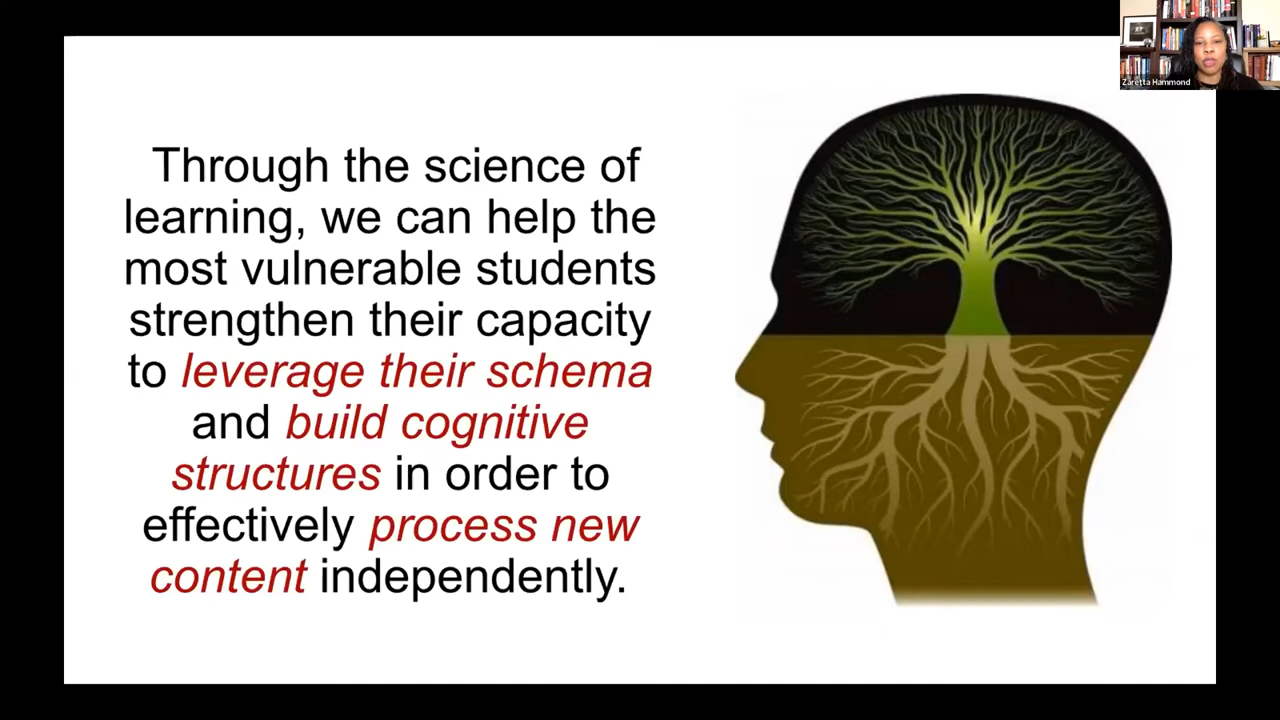 Zaretta Hammond
Through the science of
learning, we can help the
most vulnerable students
strengthen their capacity
to leverage their schema
and build cognitive
structures in order to
effectively process new
content independently.